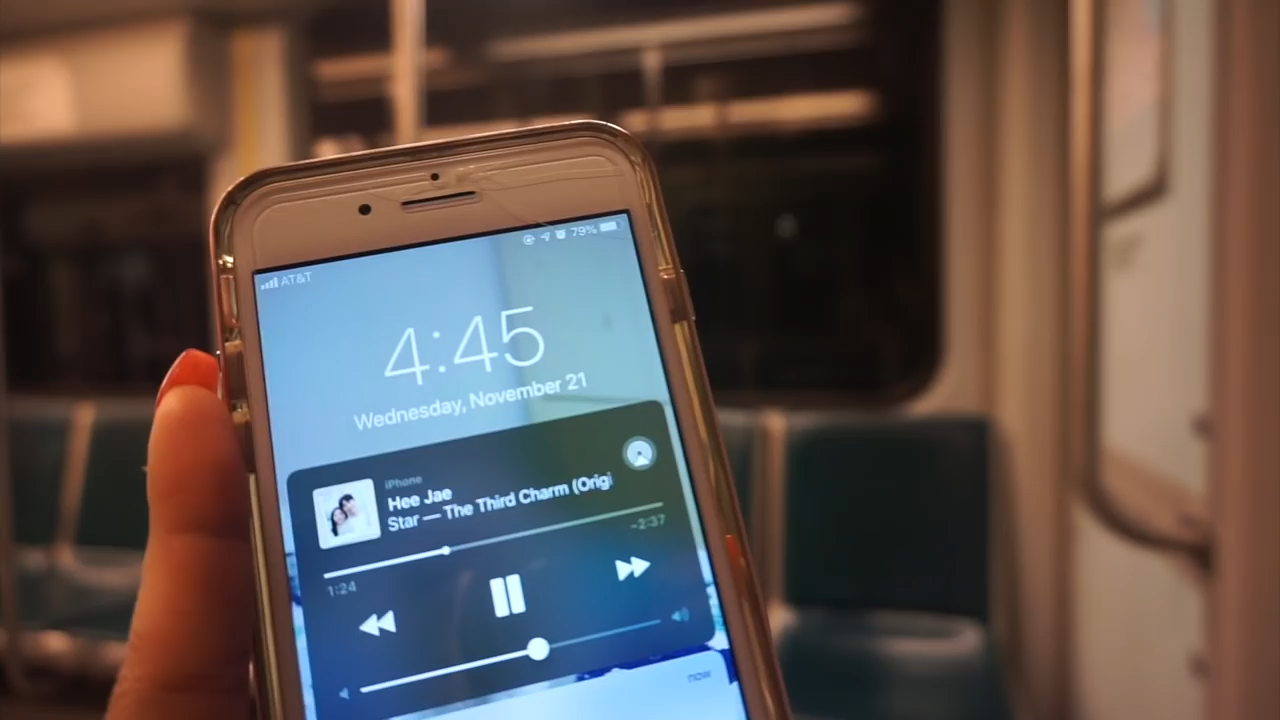 AT&T
79%
4:45
Wednesday, November 21
iPhone
Hee Jae
Star — The Third Charm (Origi
1:24
-2:37
now